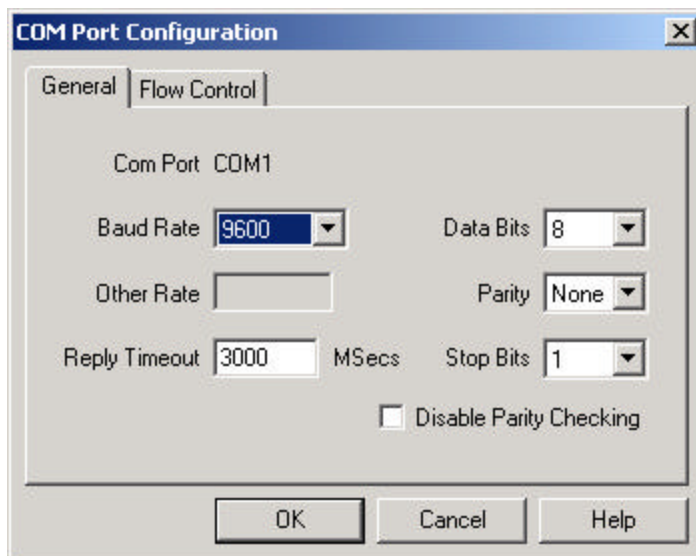 COM Port Configuration
General Flow Control
Com Port COM1
Baud Rate 9600 Data Bits 8
Other Rate Parity None
Reply Timeout 3000 MSecs Stop Bits 1
Disable Parity Checking
OK Cancel Help